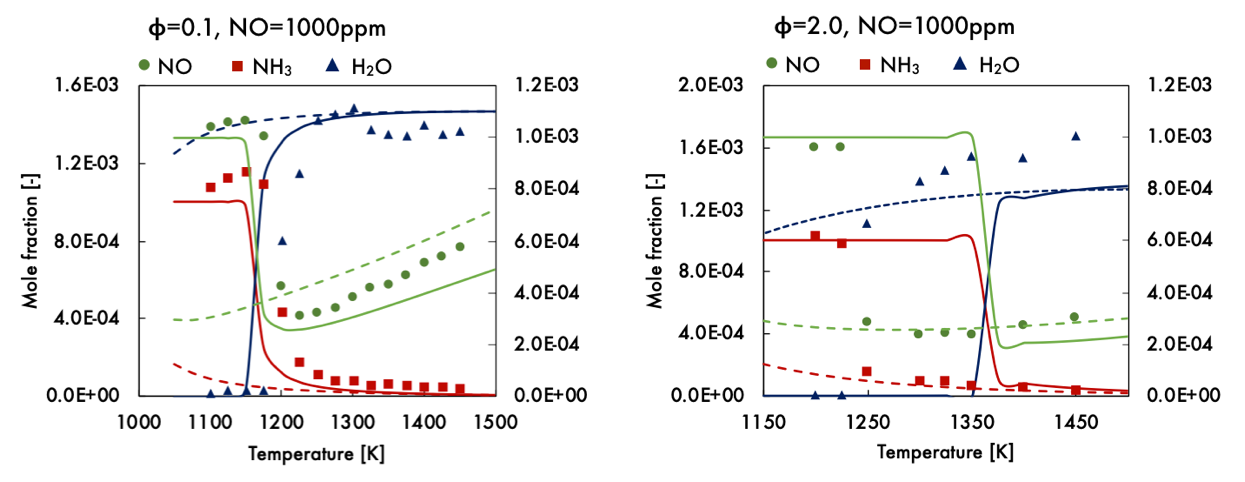 ϕ=0.1, NO=1000ppm
NO NH₃ H₂O
1.6E-03
1.2E-03
8.0E-04
4.0E-04
0.0E+00
1.2E-03
1.0E-03
8.0E-04
6.0E-04
4.0E-04
2.0E-04
0.0E+00
1000 1100 1200 1300 1400 1500
Mole fraction [-]
Temperature [K]
ϕ=2.0, NO=1000ppm
NO NH₃ H₂O
2.0E-03
1.6E-03
1.2E-03
8.0E-04
4.0E-04
0.0E+00
1.2E-03
1.0E-03
8.0E-04
6.0E-04
4.0E-04
2.0E-04
0.0E+00
1150 1250 1350 1450
Mole fraction [-]
Temperature [K]